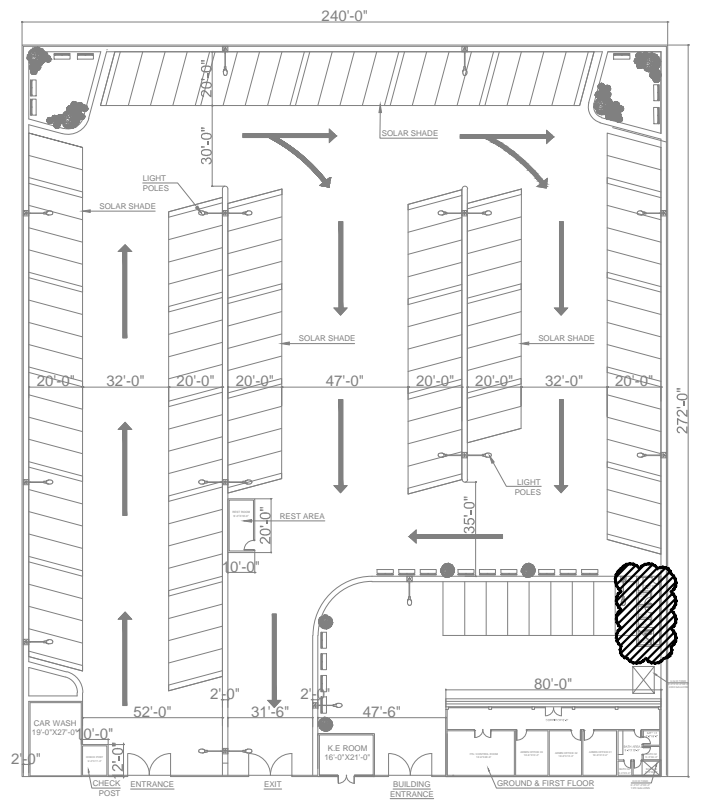 240'-0"
20'-0"
30'-0"
SOLAR SHADE
LIGHT
POLES
SOLAR SHADE
SOLAR SHADE
SOLAR SHADE
20'-0"
32'-0"
20'-0"
20'-0"
47'-0"
20'-0"
20'-0"
32'-0"
20'-0"
272'-0"
LIGHT
POLES
REST AREA
20'-0"
10'-0"
35'-0"
80'-0"
2'-0"
2'-0"
52'-0"
31'-6"
47'-6"
CAR WASH
19'-0"X27'-0"
10'-0"
12'-0"
2'-0"
K.E ROOM
16'-0"X21'-0"
CHECK
POST
ENTRANCE
EXIT
BUILDING
ENTRANCE
GROUND & FIRST FLOOR